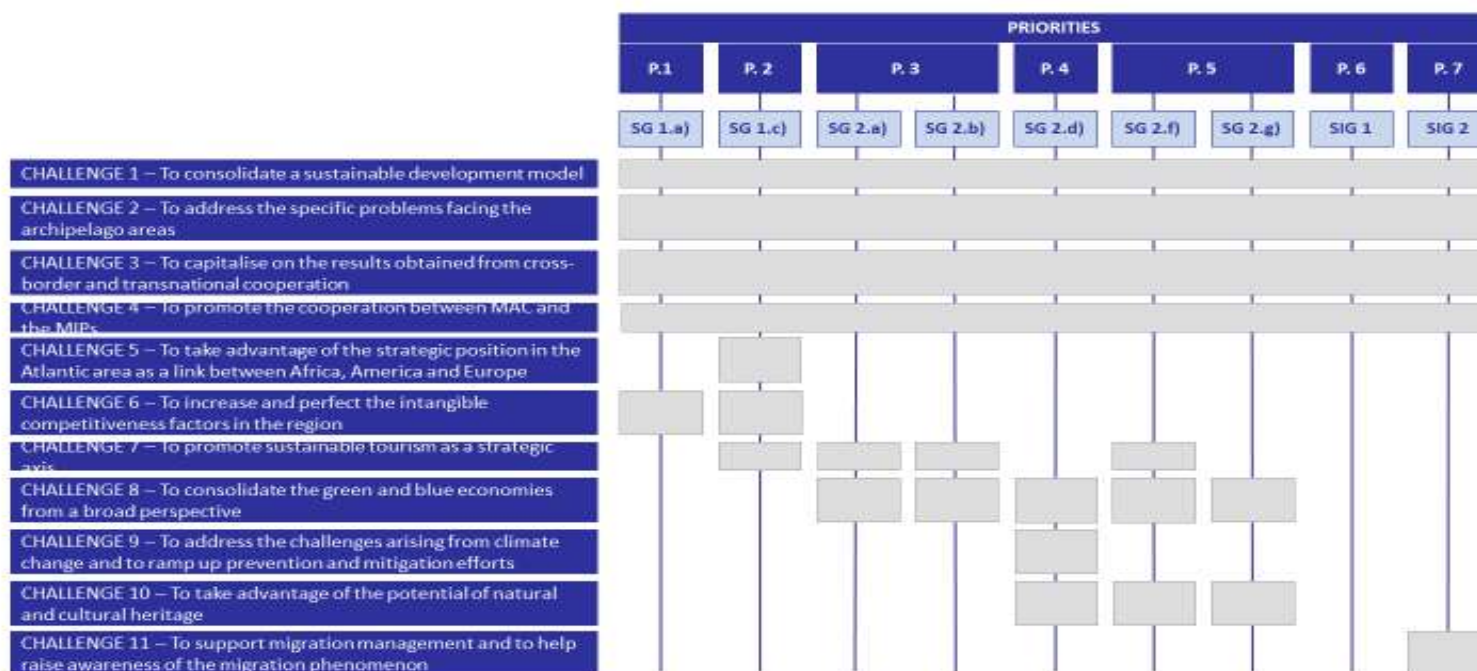 PRIORITIES
P.1 P. 2 P. 3 P. 4 P. 5 P. 6 P. 7
SG 1.a) SG 1.c) SG 2.a) SG 2.b) SG 2.d) SG 2.f) SG 2.g) SIG 1 SIG 2
CHALLENGE 1 – To consolidate a sustainable development model
CHALLENGE 2 – To address the specific problems facing the
archipelago areas
CHALLENGE 3 – To capitalise on the results obtained from cross-
border and transnational cooperation
CHALLENGE 4 – To promote the cooperation between MAC and
the MIPs
CHALLENGE 5 – To take advantage of the strategic position in the
Atlantic area as a link between Africa, America and Europe
CHALLENGE 6 – To increase and perfect the intangible
competitiveness factors in the region
CHALLENGE 7 – To promote sustainable tourism as a strategic
axis
CHALLENGE 8 – To consolidate the green and blue economies
from a broad perspective
CHALLENGE 9 – To address the challenges arising from climate
change and to ramp up prevention and mitigation efforts
CHALLENGE 10 – To take advantage of the potential of natural
and cultural heritage
CHALLENGE 11 – To support migration management and to help
raise awareness of the migration phenomenon